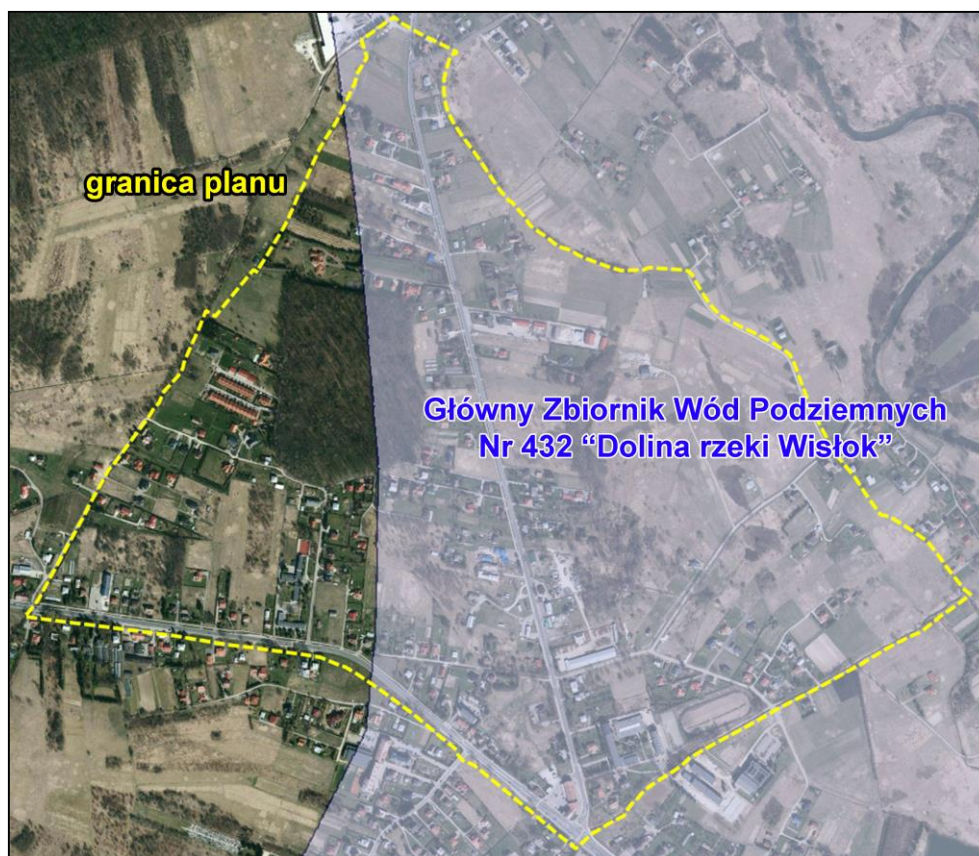 granica planu
Główny Zbiornik Wód Podziemnych
Nr 432 “Dolina rzeki Wisłok”